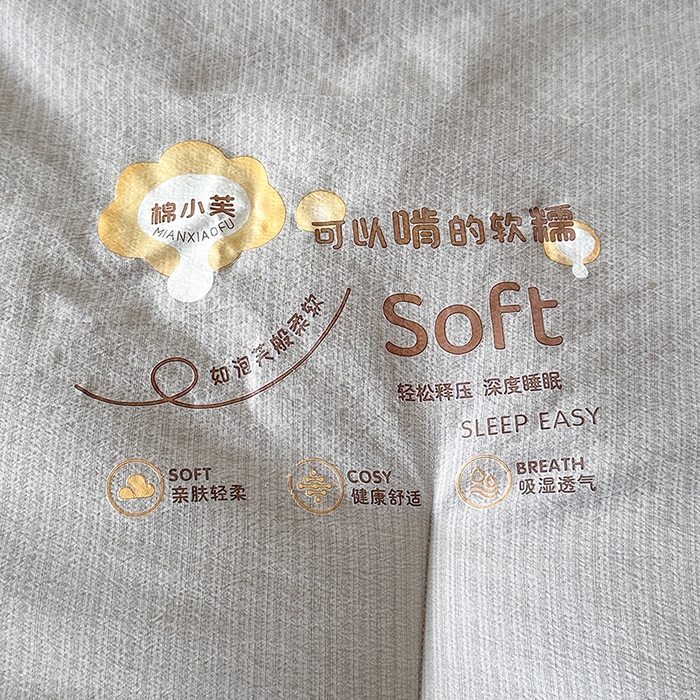 棉小芙
MIANXIAOFU
可以啃的软糯
Soft
如泡芙般柔软
轻松释压 深度睡眠
SLEEP EASY
SOFT
亲肤轻柔
COSY
健康舒适
BREATH
吸湿透气